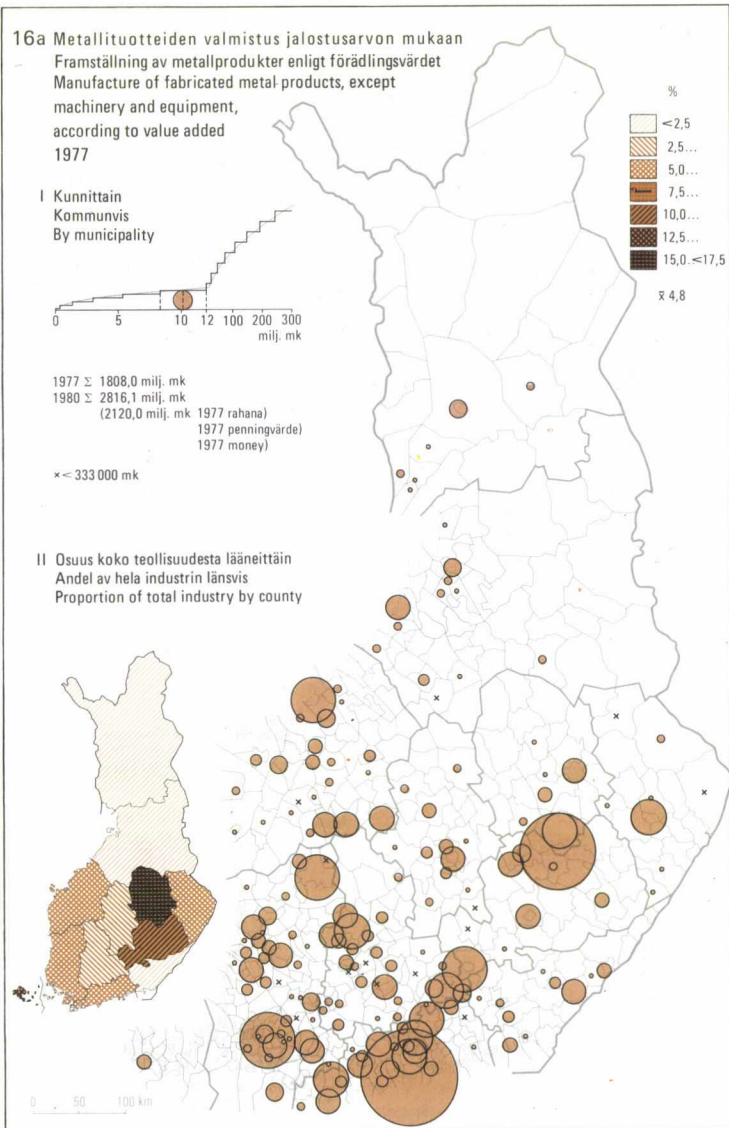 16a Metallituotteiden valmistus jalostusarvon mukaan
Framställning av metallprodukter enligt förädlingsvärdet
Manufacture of fabricated metal products, except
machinery and equipment,
according to value added
1977
%
<2,5
2,5...
5,0...
7,5...
10,0...
12,5...
15,0.≤17,5
x̄ 4,8
I Kunnittain
Kommunvis
By municipality
0 5 10 12 100 200 300
milj. mk
1977 Σ 1808,0 milj. mk
1980 Σ 2816,1 milj. mk
(2120,0 milj. mk 1977 rahana)
1977 penningvärde)
1977 money)
×< 333 000 mk
II Osuus koko teollisuudesta lääneittäin
Andel av hela industrin länsvis
Proportion of total industry by county
0 50 100 km